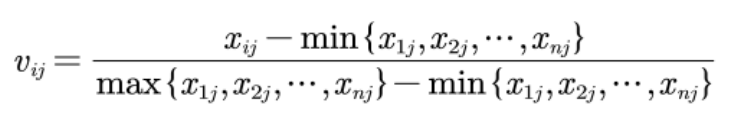 v_{ij} = \frac{x_{ij} - \min\{x_{1j}, x_{2j}, \cdots, x_{nj}\}}{\max\{x_{1j}, x_{2j}, \cdots, x_{nj}\} - \min\{x_{1j}, x_{2j}, \cdots, x_{nj}\}}